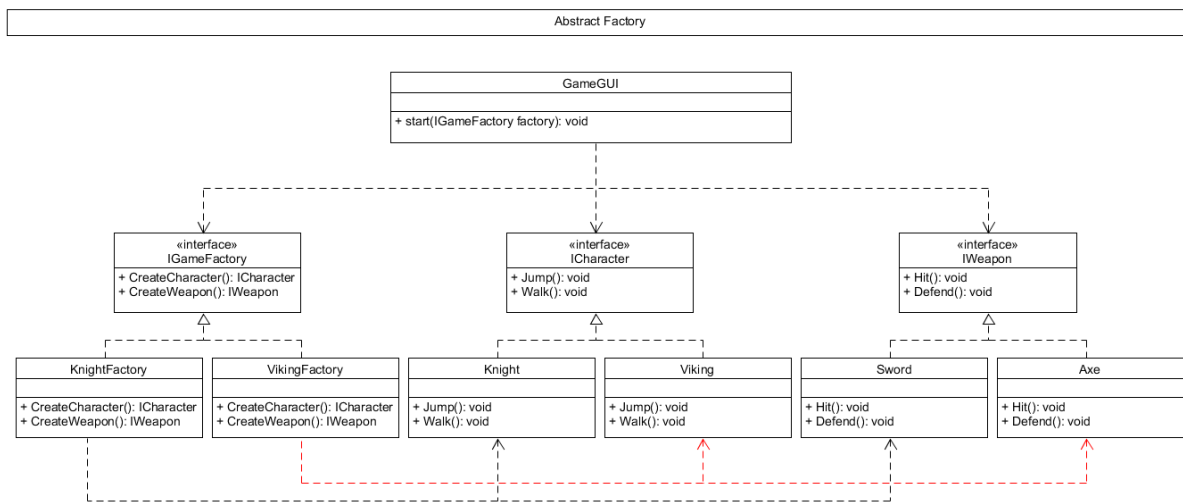 Abstract Factory
GameGUI
+ start(IGameFactory factory): void
«interface»
IGameFactory
+ CreateCharacter(): ICharacter
+ CreateWeapon(): IWeapon
«interface»
ICharacter
+ Jump(): void
+ Walk(): void
«interface»
IWeapon
+ Hit(): void
+ Defend(): void
KnightFactory
+ CreateCharacter(): ICharacter
+ CreateWeapon(): IWeapon
VikingFactory
+ CreateCharacter(): ICharacter
+ CreateWeapon(): IWeapon
Knight
+ Jump(): void
+ Walk(): void
Viking
+ Jump(): void
+ Walk(): void
Sword
+ Hit(): void
+ Defend(): void
Axe
+ Hit(): void
+ Defend(): void